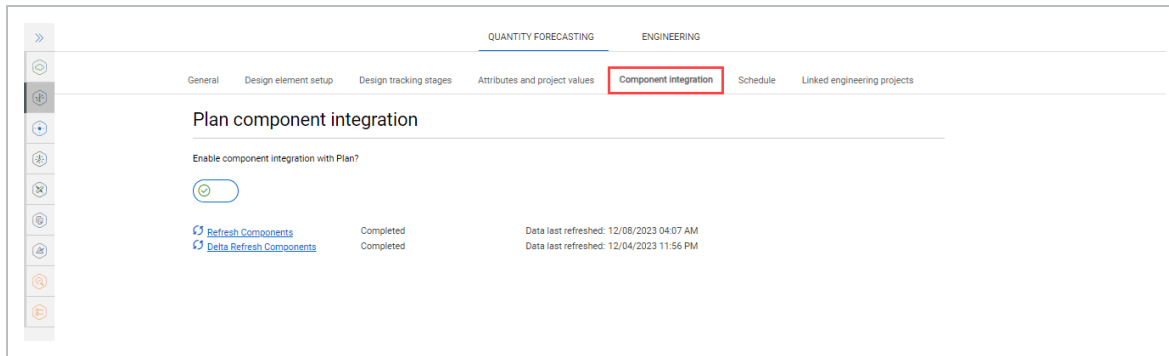 QUANTITY FORECASTING ENGINEERING
General Design element setup Design tracking stages Attributes and project values Component integration Schedule Linked engineering projects
Plan component integration
Enable component integration with Plan?
Refresh Components Completed Data last refreshed: 12/08/2023 04:07 AM
Delta Refresh Components Completed Data last refreshed: 12/04/2023 11:56 PM